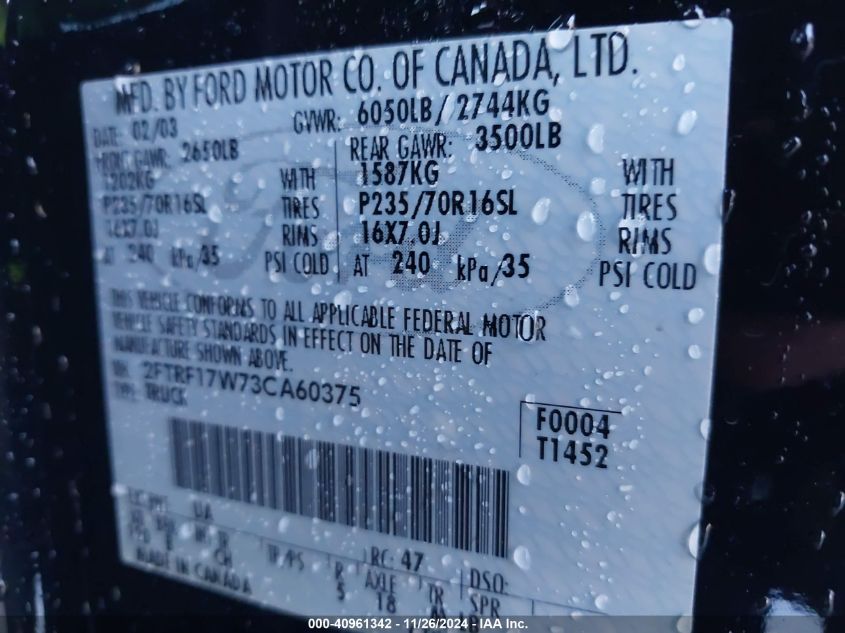 MFD. BY FORD MOTOR CO. OF CANADA, LTD.
DATE: 02/03 GVWR: 6050LB/ 2744KG
GAWR: 2650LB REAR GAWR: 3500LB
1202KG WITH 1587KG WITH
P235/70R16SL TIRES P235/70R16SL TIRES
16X7.0J RIMS 16X7.0J RIMS
AT 240 kPa/35 PSI COLD AT 240 kPa/35 PSI COLD
THIS VEHICLE CONFORMS TO ALL APPLICABLE FEDERAL MOTOR
VEHICLE SAFETY STANDARDS IN EFFECT ON THE DATE OF
MANUFACTURE SHOWN ABOVE.
VIN: 2FTRF17W73CA60375
TYPE: TRUCK
F0004
T1452
UA
RC: 47 DSO:
R AXLE TR SPR
5 18
MADE IN CANADA
000-40961342 - 11/26/2024 - IAA Inc.